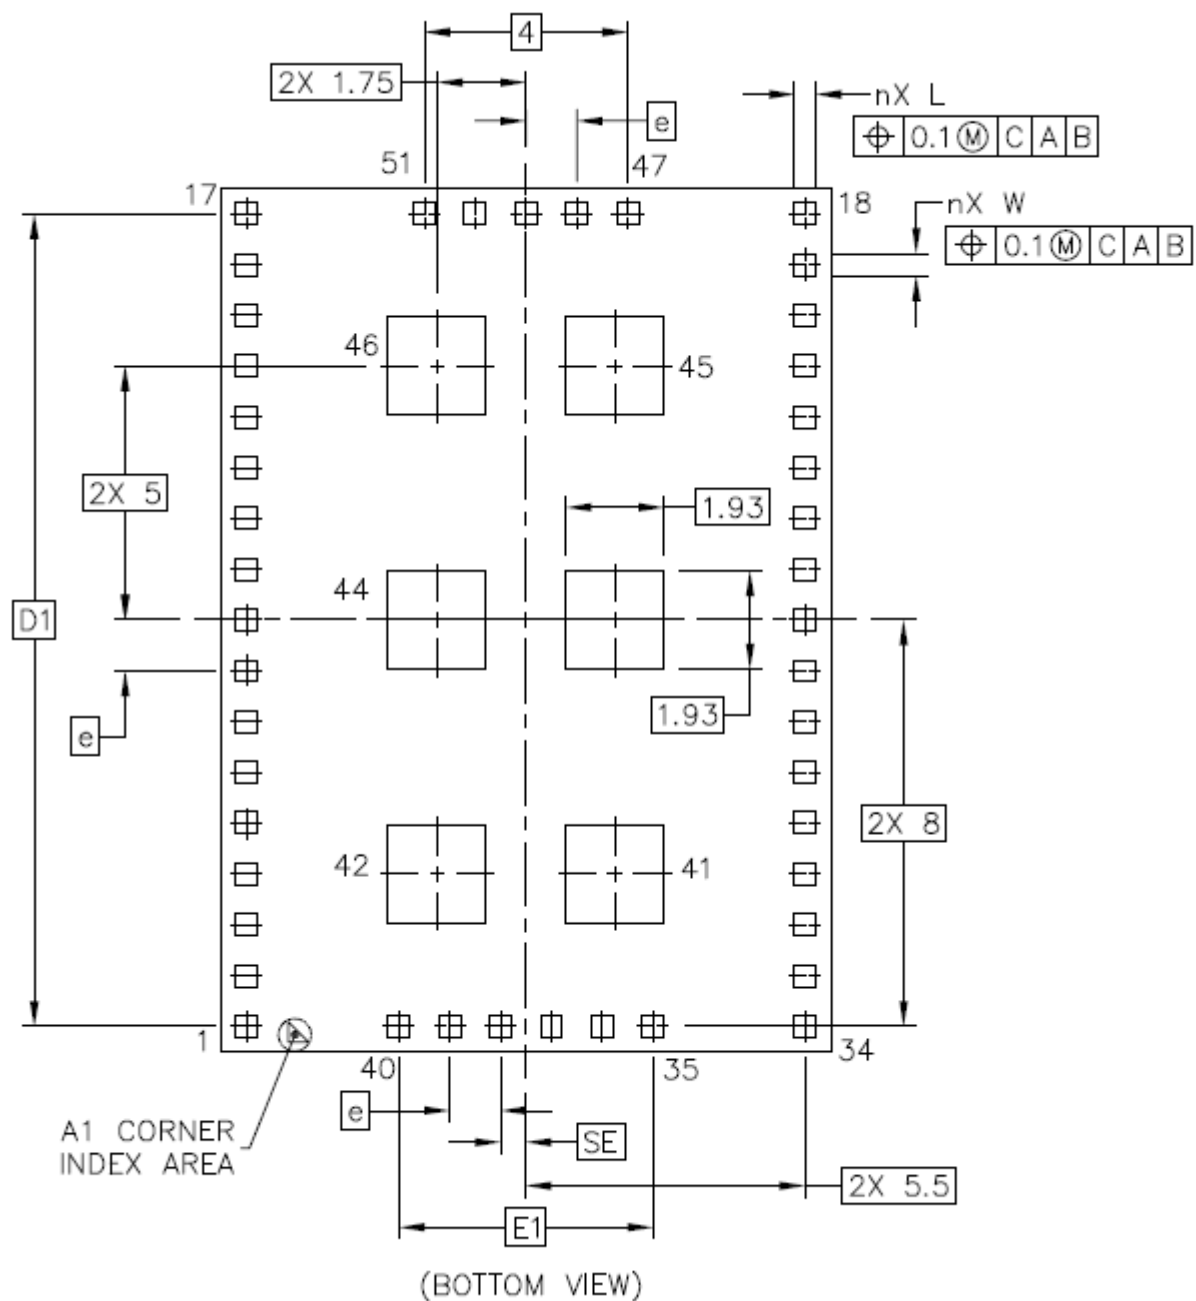 4
2X 1.75
nX L
e
⌖ 0.1 Ⓜ C A B
51
47
17
18
nX W
⌖ 0.1 Ⓜ C A B
46
45
2X 5
1.93
44
D1
1.93
e
2X 8
42
41
1
34
40
35
e
A1 CORNER
INDEX AREA
SE
2X 5.5
E1
(BOTTOM VIEW)